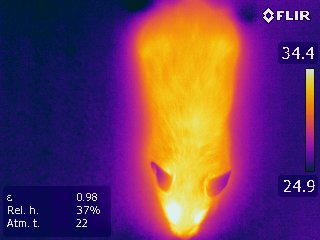 FLIR
34.4
24.9
ε 0.98
Rel. h. 37%
Atm. t. 22